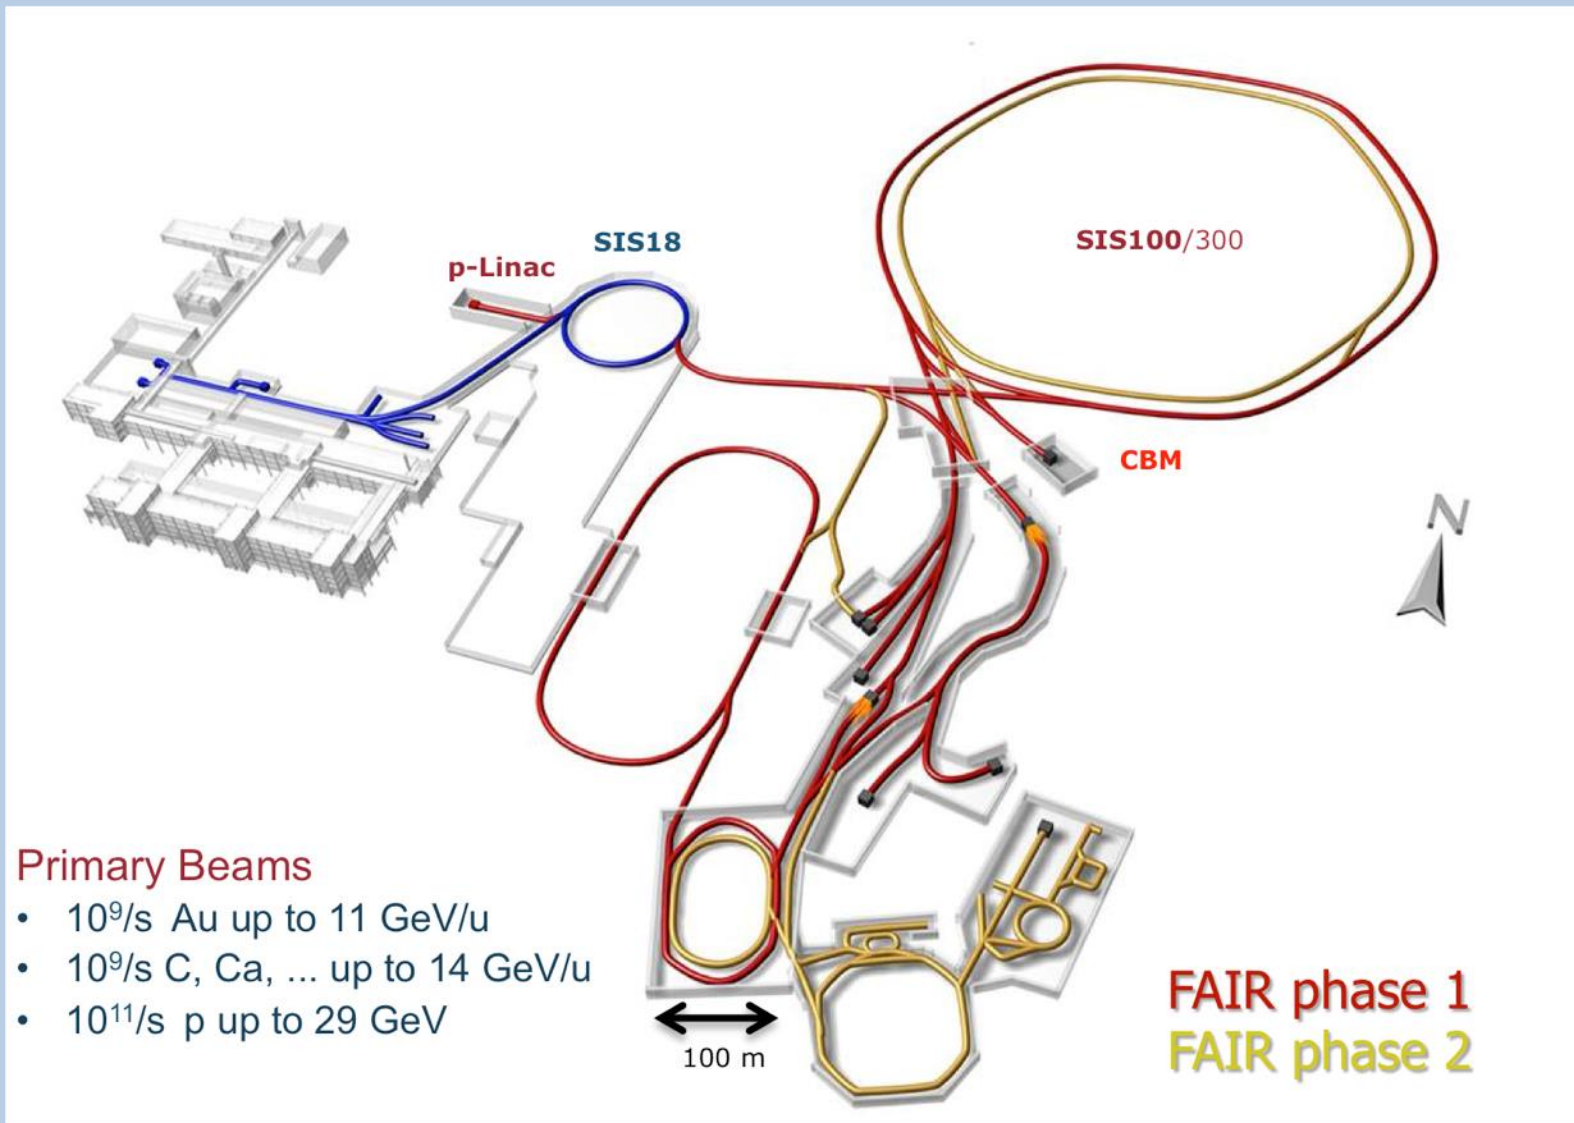 SIS18
p-Linac
SIS100/300
CBM
N
Primary Beams
• 10⁹/s Au up to 11 GeV/u
• 10⁹/s C, Ca, ... up to 14 GeV/u
• 10¹¹/s p up to 29 GeV
100 m
FAIR phase 1
FAIR phase 2